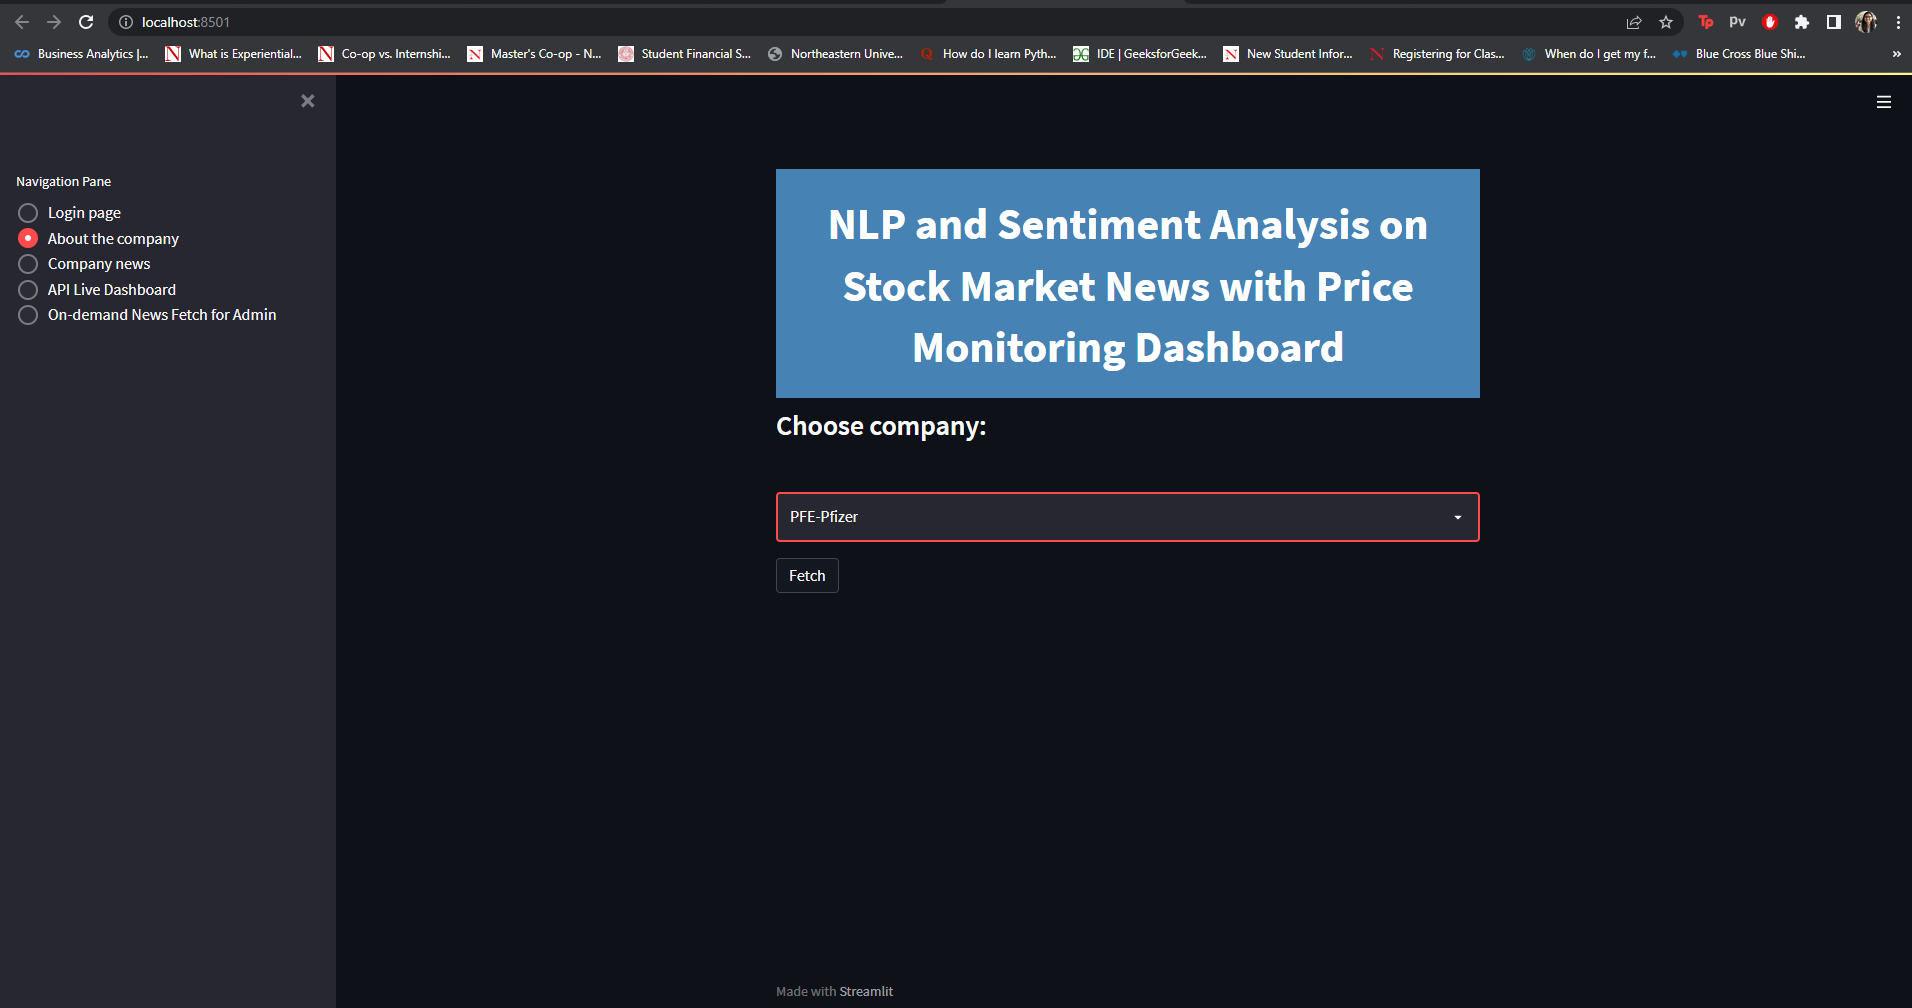 localhost:8501
Tp
Pv
Business Analytics |...
What is Experiential...
Co-op vs. Internshi...
Master's Co-op - N...
Student Financial S...
Northeastern Unive...
How do I learn Pyth...
IDE | GeeksforGeek...
New Student Infor...
Registering for Clas...
When do I get my f...
Blue Cross Blue Shi...
»
Navigation Pane
Login page
About the company
Company news
API Live Dashboard
On-demand News Fetch for Admin
NLP and Sentiment Analysis on
Stock Market News with Price
Monitoring Dashboard
Choose company:
PFE-Pfizer
Fetch
Made with Streamlit